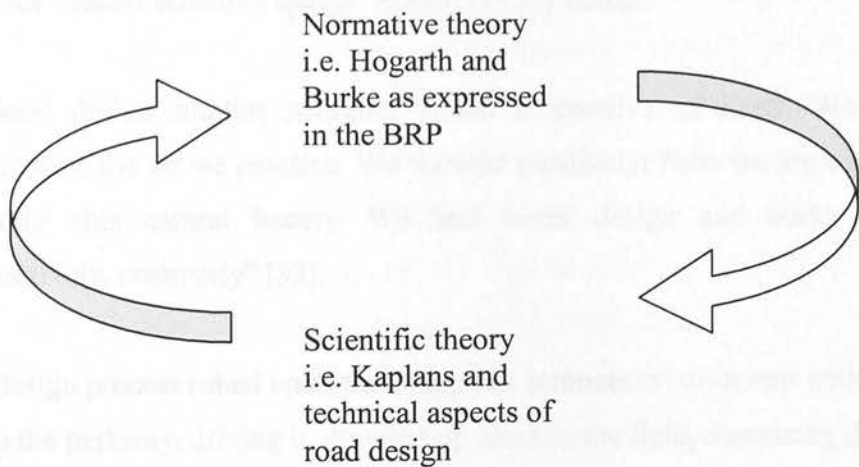 Normative theory
i.e. Hogarth and
Burke as expressed
in the BRP
Scientific theory
i.e. Kaplans and
technical aspects of
road design